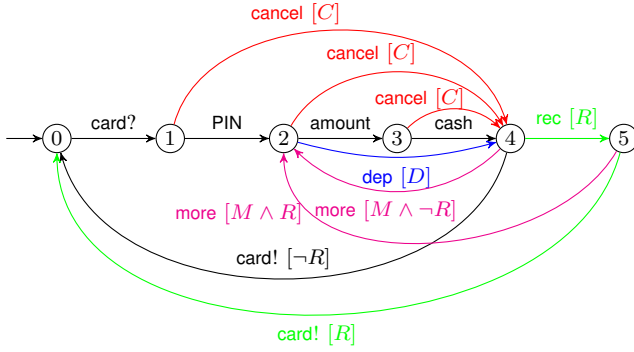 cancel [C]
cancel [C]
cancel [C]
card? PIN amount cash rec [R]
0 1 2 3 4 5
dep [D]
more [M ∧ R] more [M ∧ ¬R]
card! [¬R]
card! [R]